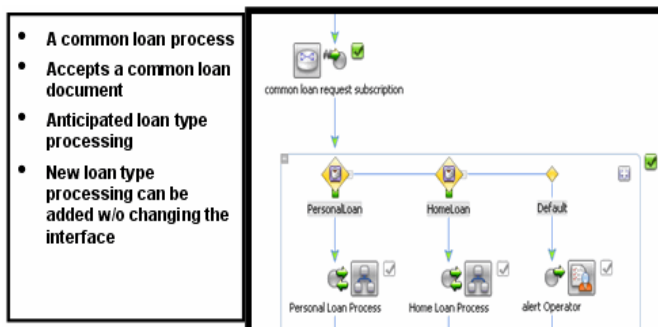 • A common loan process
• Accepts a common loan
document
• Anticipated loan type
processing
• New loan type
processing can be
added w/o changing the
interface
common loan request subscription
PersonalLoan HomeLoan Default
Personal Loan Process Home Loan Process alert Operator